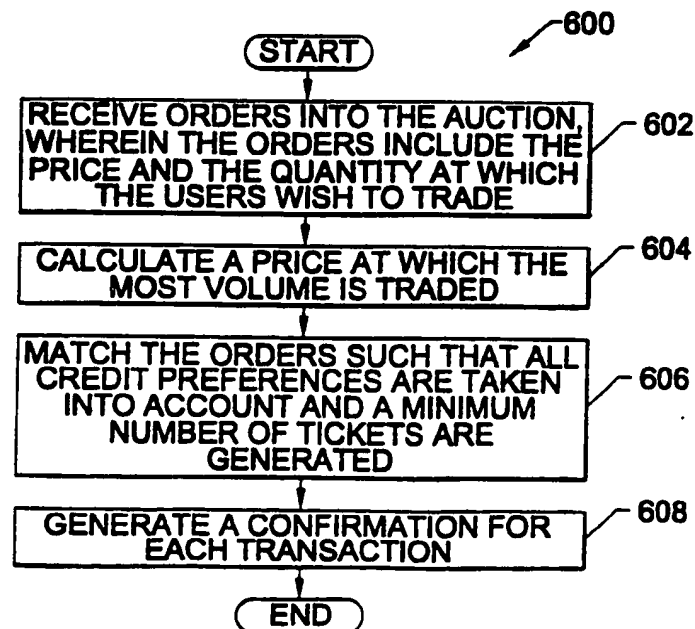 600
START
RECEIVE ORDERS INTO THE AUCTION,
WHEREIN THE ORDERS INCLUDE THE
PRICE AND THE QUANTITY AT WHICH
THE USERS WISH TO TRADE
602
CALCULATE A PRICE AT WHICH THE
MOST VOLUME IS TRADED
604
MATCH THE ORDERS SUCH THAT ALL
CREDIT PREFERENCES ARE TAKEN
INTO ACCOUNT AND A MINIMUM
NUMBER OF TICKETS ARE
GENERATED
606
GENERATE A CONFIRMATION FOR
EACH TRANSACTION
608
END